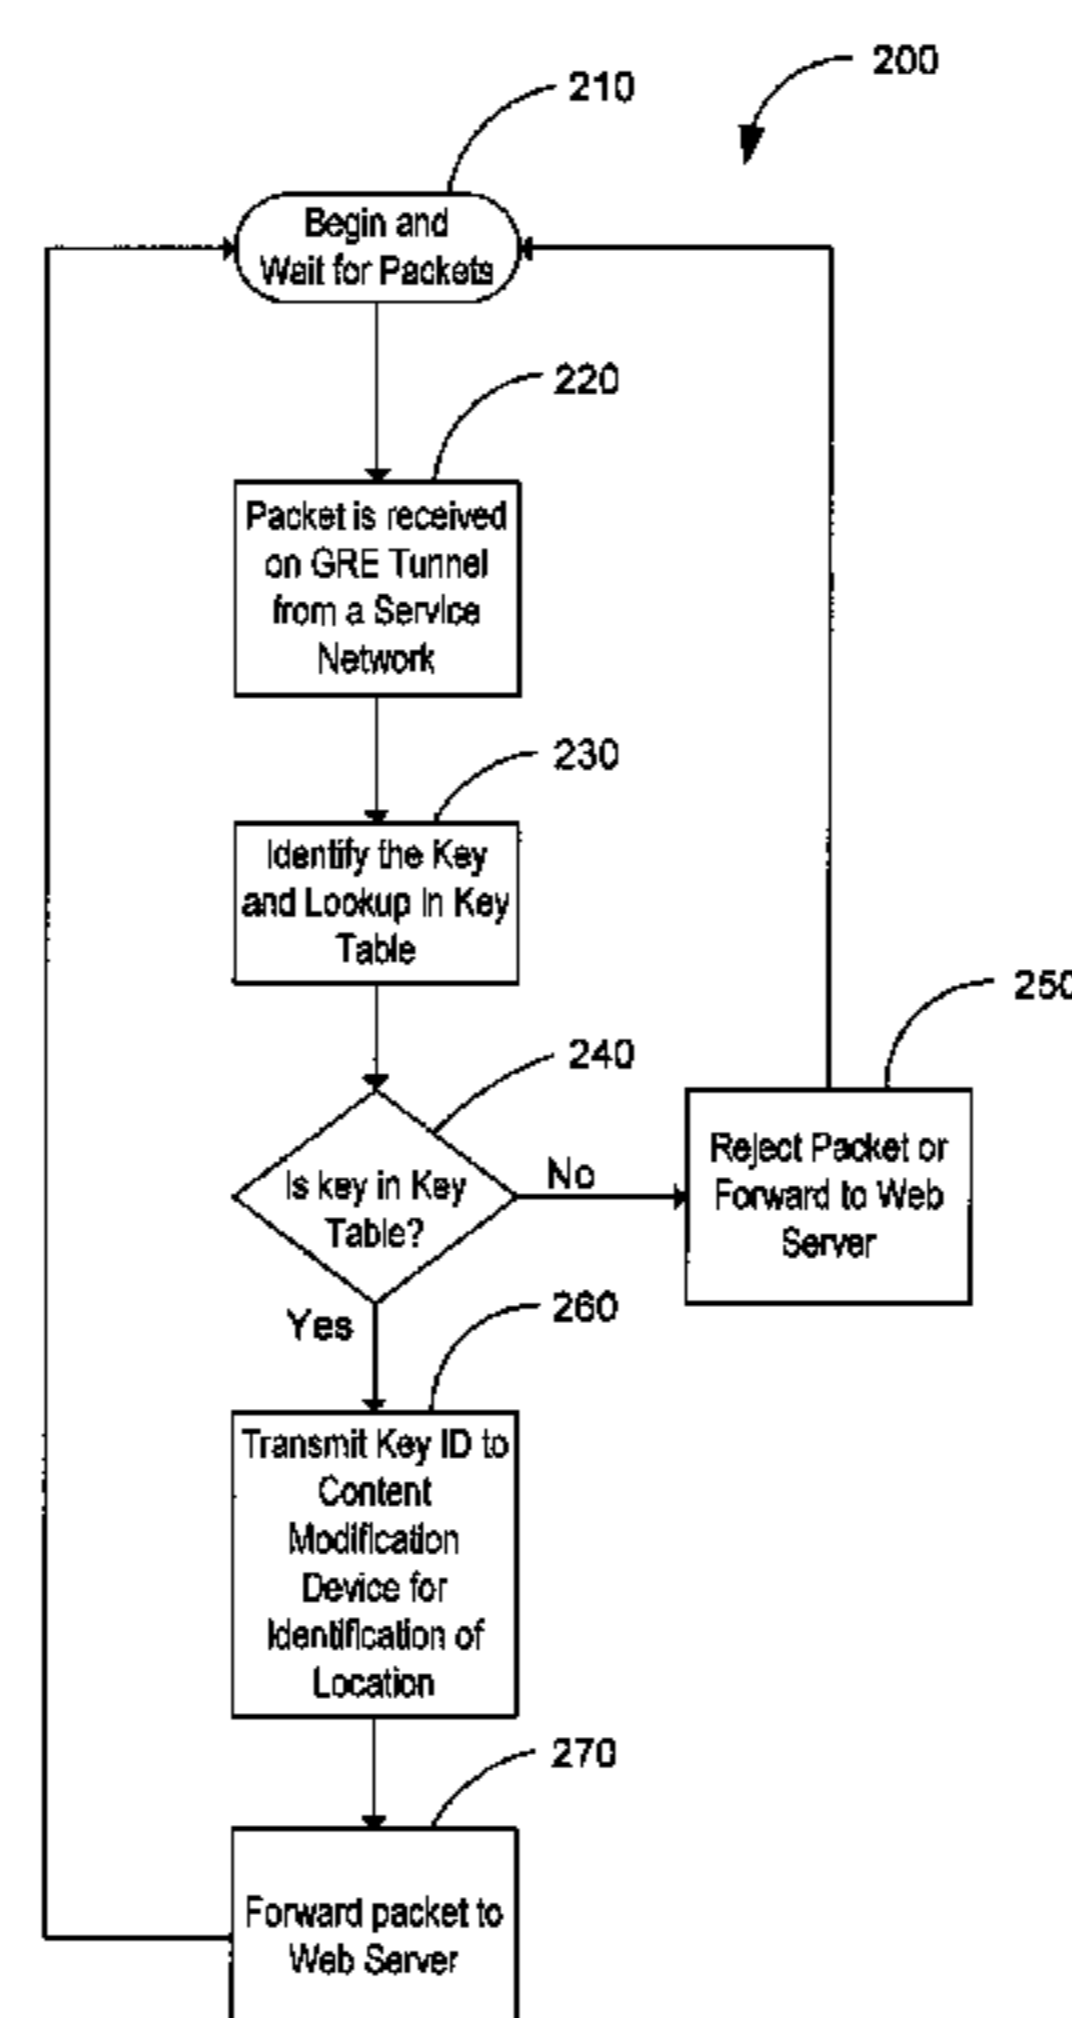 200
210
Begin and
Wait for Packets
220
Packet is received
on GRE Tunnel
from a Service
Network
230
Identify the Key
and Lookup in Key
Table
240
Is key in Key
Table?
No
250
Reject Packet or
Forward to Web
Server
Yes
260
Transmit Key ID to
Content
Modification
Device for
Identification of
Location
270
Forward packet to
Web Server